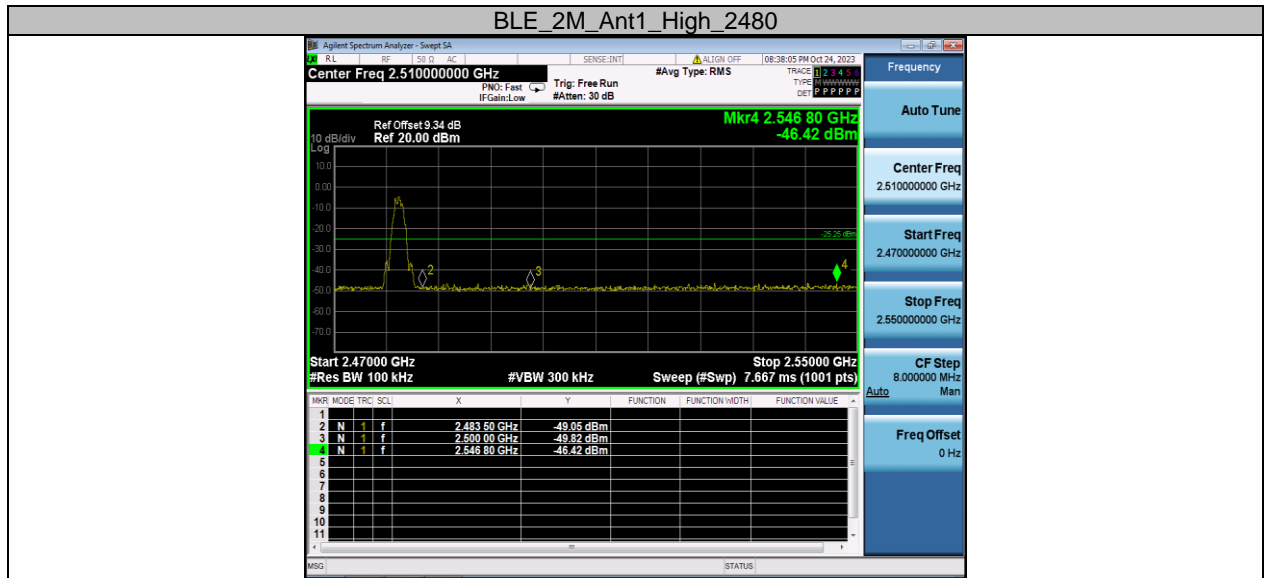 BLE_2M_Ant1_High_2480
Agilent Spectrum Analyzer - Swept SA
RL RF 50 Ω AC SENSE:INT ALIGN OFF 08:38:05 PM Oct 24, 2023
Center Freq 2.510000000 GHz #Avg Type: RMS TRACE 1 2 3 4 5 6
PNO: Fast Trig: Free Run TYPE M WWWWW
IFGain:Low #Atten: 30 dB DET P P P P P P
Mkr4 2.546 80 GHz
-46.42 dBm
Ref Offset 9.34 dB
10 dB/div Ref 20.00 dBm
Log
10.0
0.00
-10.0
-20.0
-25.25 dBm
-30.0
-40.0
2 3 4
-50.0
-60.0
-70.0
Start 2.47000 GHz Stop 2.55000 GHz
#Res BW 100 kHz #VBW 300 kHz Sweep (#Swp) 7.667 ms (1001 pts)
MKR MODE TRC SCL X Y FUNCTION FUNCTION WIDTH FUNCTION VALUE
1
2 N 1 f 2.483 50 GHz -49.05 dBm
3 N 1 f 2.500 00 GHz -49.82 dBm
4 N 1 f 2.546 80 GHz -46.42 dBm
5
6
7
8
9
10
11
MSG STATUS
Frequency
Auto Tune
Center Freq
2.510000000 GHz
Start Freq
2.470000000 GHz
Stop Freq
2.550000000 GHz
CF Step
8.000000 MHz
Auto Man
Freq Offset
0 Hz